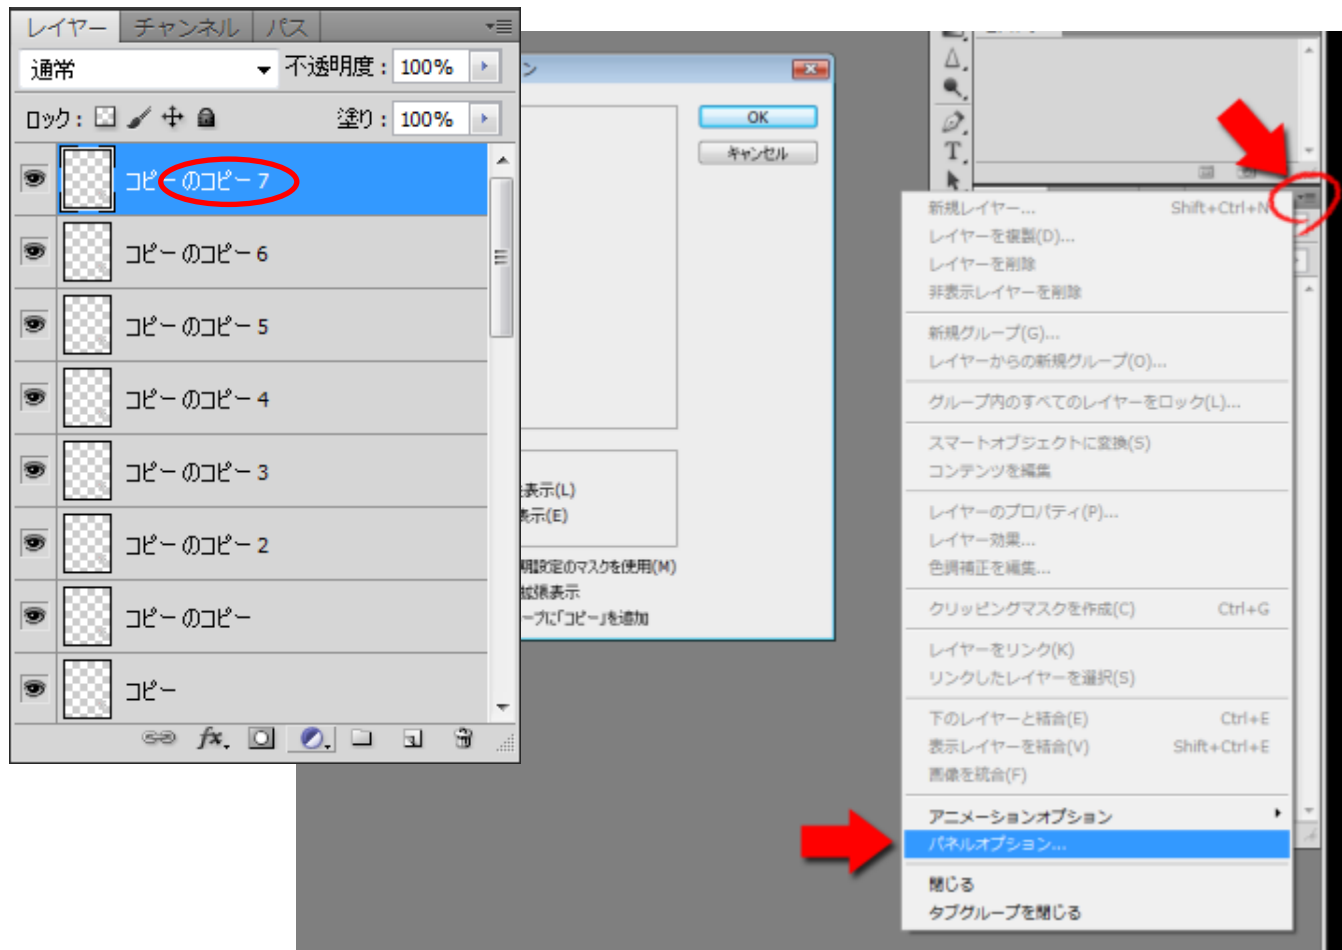 レイヤー チャンネル パス
通常 不透明度: 100%
ロック: 塗り: 100%
コピーのコピー 7
コピーのコピー 6
コピーのコピー 5
コピーのコピー 4
コピーのコピー 3
コピーのコピー 2
コピーのコピー
コピー
fx.
ン
OK
キャンセル
表示(L)
表示(E)
期設定のマスクを使用(M)
拡張表示
ープに「コピー」を追加
T
新規レイヤー... Shift+Ctrl+N
レイヤーを複製(D)...
レイヤーを削除
非表示レイヤーを削除
新規グループ(G)...
レイヤーからの新規グループ(O)...
グループ内のすべてのレイヤーをロック(L)...
スマートオブジェクトに変換(S)
コンテンツを編集
レイヤーのプロパティ(P)...
レイヤー効果...
色調補正を編集...
クリッピングマスクを作成(C) Ctrl+G
レイヤーをリンク(K)
リンクしたレイヤーを選択(S)
下のレイヤーと結合(E) Ctrl+E
表示レイヤーを結合(V) Shift+Ctrl+E
画像を統合(F)
アニメーションオプション
パネルオプション...
閉じる
タブグループを閉じる